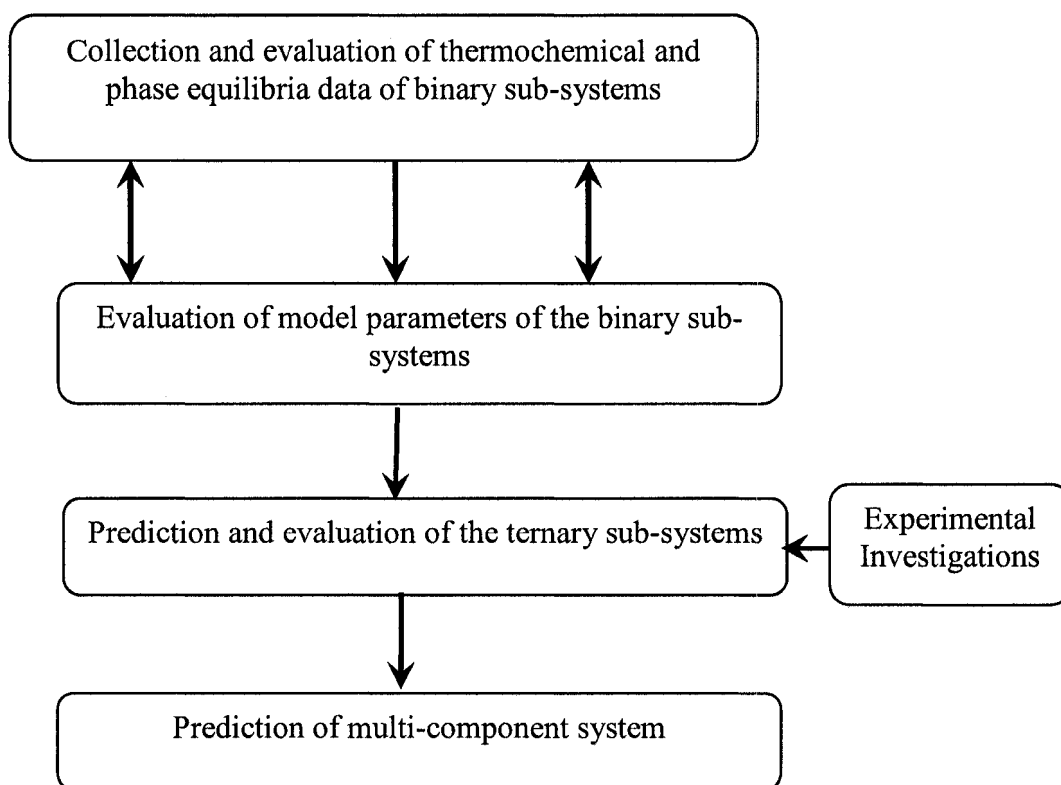 Collection and evaluation of thermochemical and
phase equilibria data of binary sub-systems
Evaluation of model parameters of the binary sub-
systems
Prediction and evaluation of the ternary sub-systems
Experimental
Investigations
Prediction of multi-component system